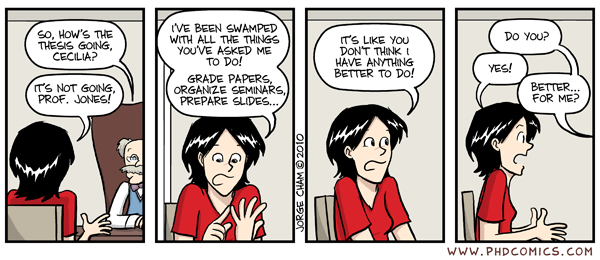 SO, HOW'S THE
THESIS GOING,
CECILIA?
IT'S NOT GOING,
PROF. JONES!
I'VE BEEN SWAMPED
WITH ALL THE THINGS
YOU'VE ASKED ME
TO DO!
GRADE PAPERS,
ORGANIZE SEMINARS,
PREPARE SLIDES...
JORGE CHAM © 2010
IT'S LIKE YOU
DON'T THINK I
HAVE ANYTHING
BETTER TO DO!
DO YOU?
YES!
BETTER...
FOR ME?
WWW.PHDCOMICS.COM